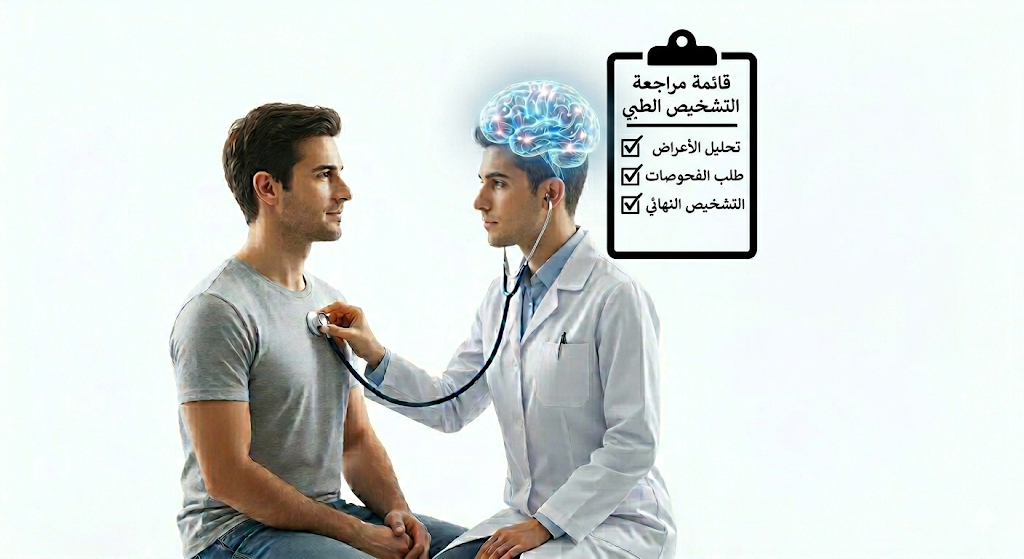 قائمة مراجعة
التشخيص الطبي
تحليل الأعراض
طلب الفحوصات
التشخيص النهائي